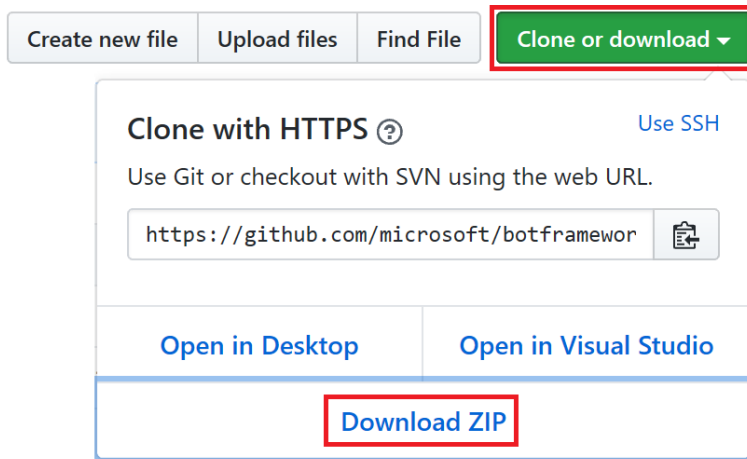 Create new file Upload files Find File Clone or download
Clone with HTTPS ?
Use SSH
Use Git or checkout with SVN using the web URL.
https://github.com/microsoft/botframewor
Open in Desktop Open in Visual Studio
Download ZIP